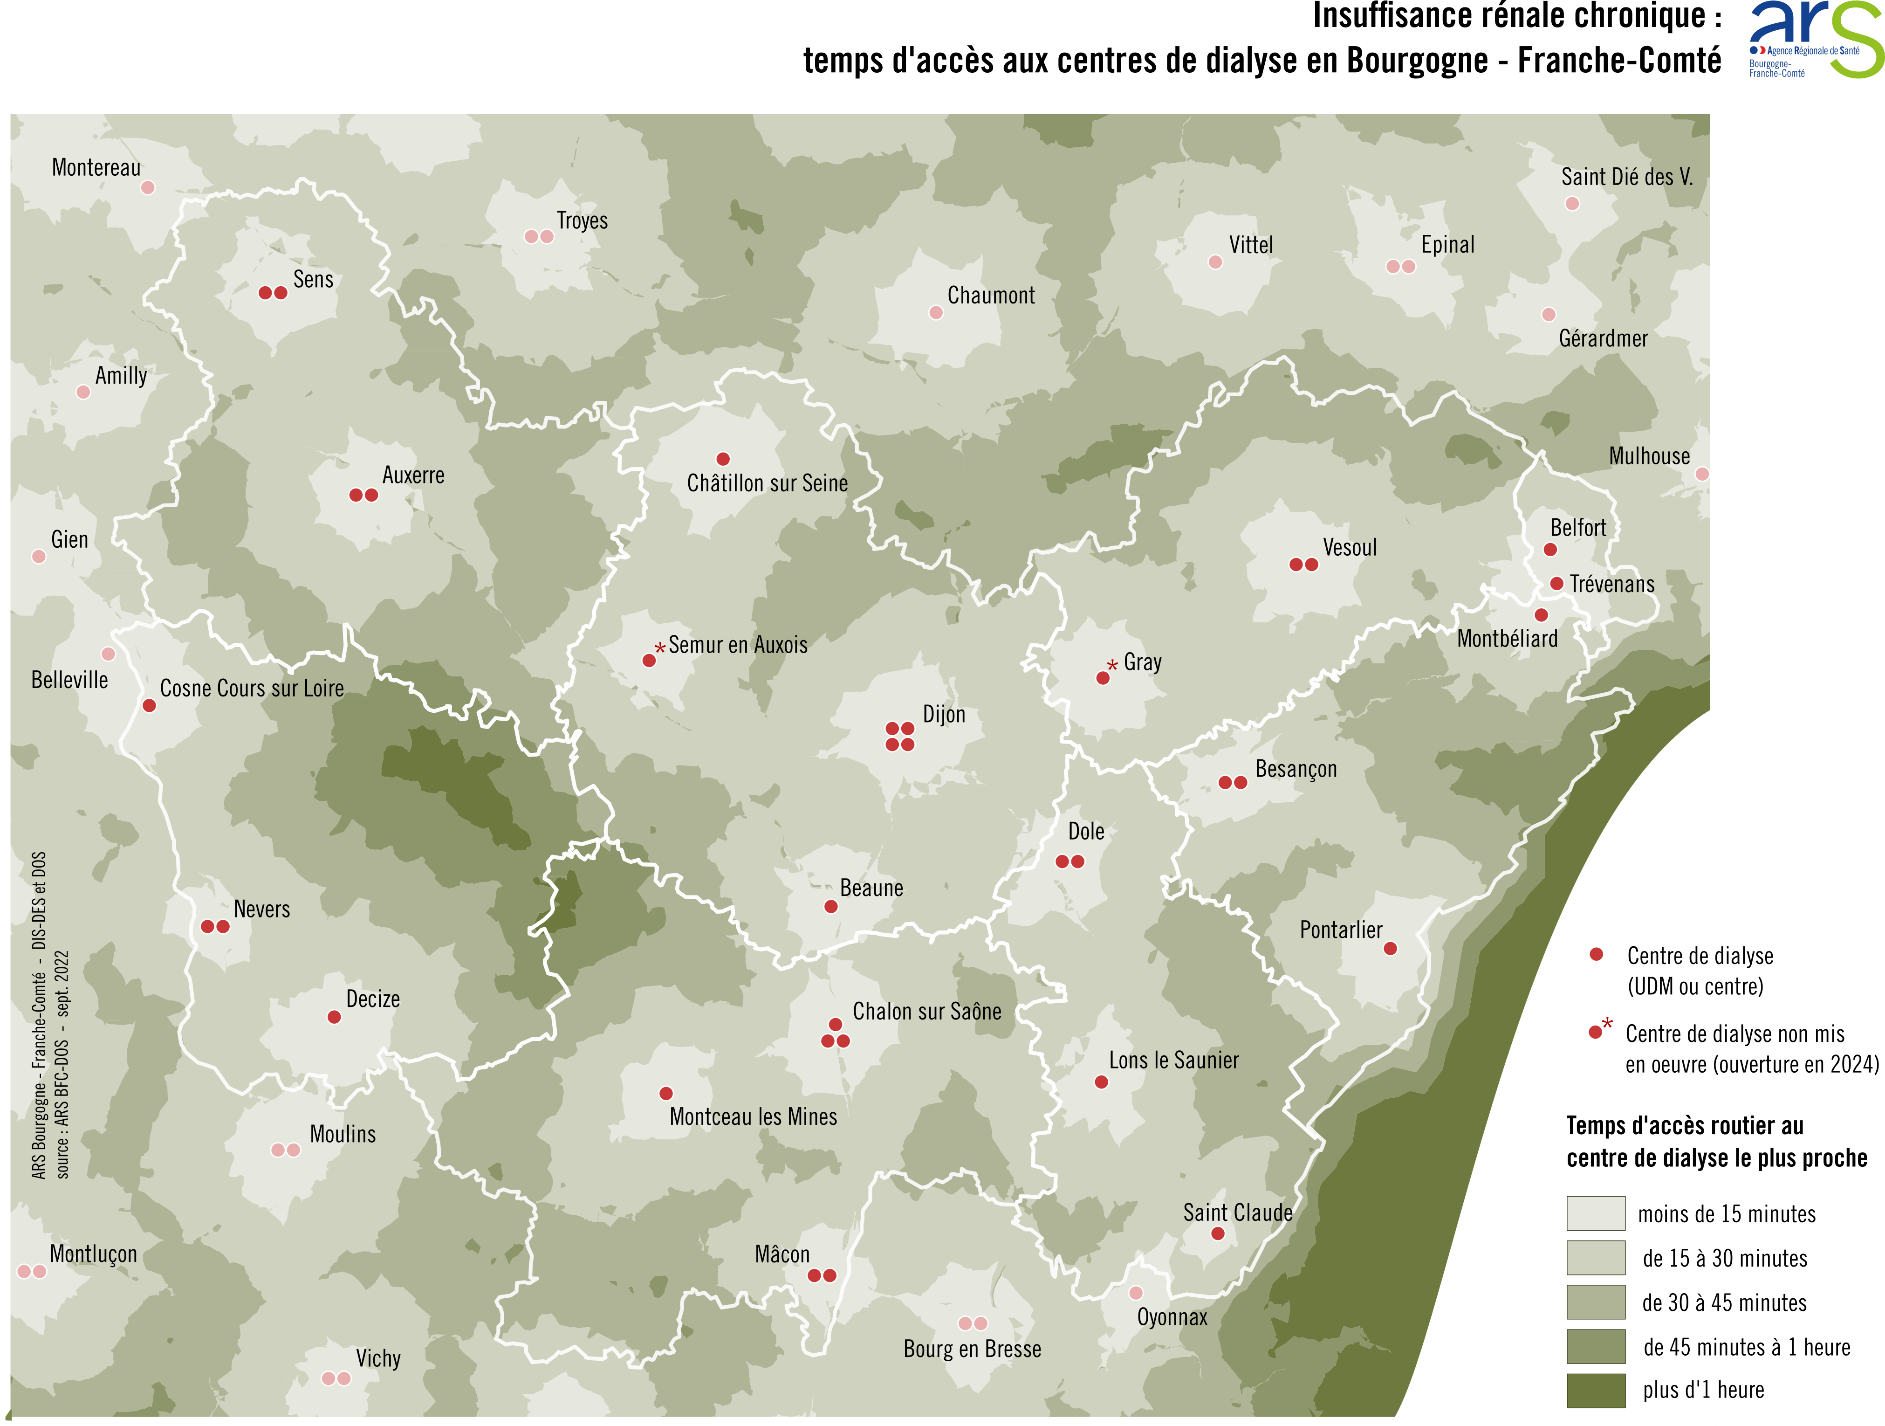 Insuffisance rénale chronique :
temps d'accès aux centres de dialyse en Bourgogne - Franche-Comté
ars
Agence Régionale de Santé
Bourgogne-
Franche-Comté
Montereau
Saint Dié des V.
Troyes
Vittel
Epinal
Sens
Chaumont
Gérardmer
Amilly
Mulhouse
Auxerre
Châtillon sur Seine
Belfort
Gien
Vesoul
Trévenans
Montbéliard
*Semur en Auxois
* Gray
Belleville
Cosne Cours sur Loire
Dijon
Besançon
Dole
Beaune
Nevers
Pontarlier
Decize
Chalon sur Saône
Lons le Saunier
Montceau les Mines
Moulins
Saint Claude
Montluçon
Mâcon
Oyonnax
Bourg en Bresse
Vichy
ARS Bourgogne - Franche-Comté - DIS-DES et DOS
source : ARS BFC-DOS - sept. 2022
Centre de dialyse
(UDM ou centre)
* Centre de dialyse non mis
en oeuvre (ouverture en 2024)
Temps d'accès routier au
centre de dialyse le plus proche
moins de 15 minutes
de 15 à 30 minutes
de 30 à 45 minutes
de 45 minutes à 1 heure
plus d'1 heure